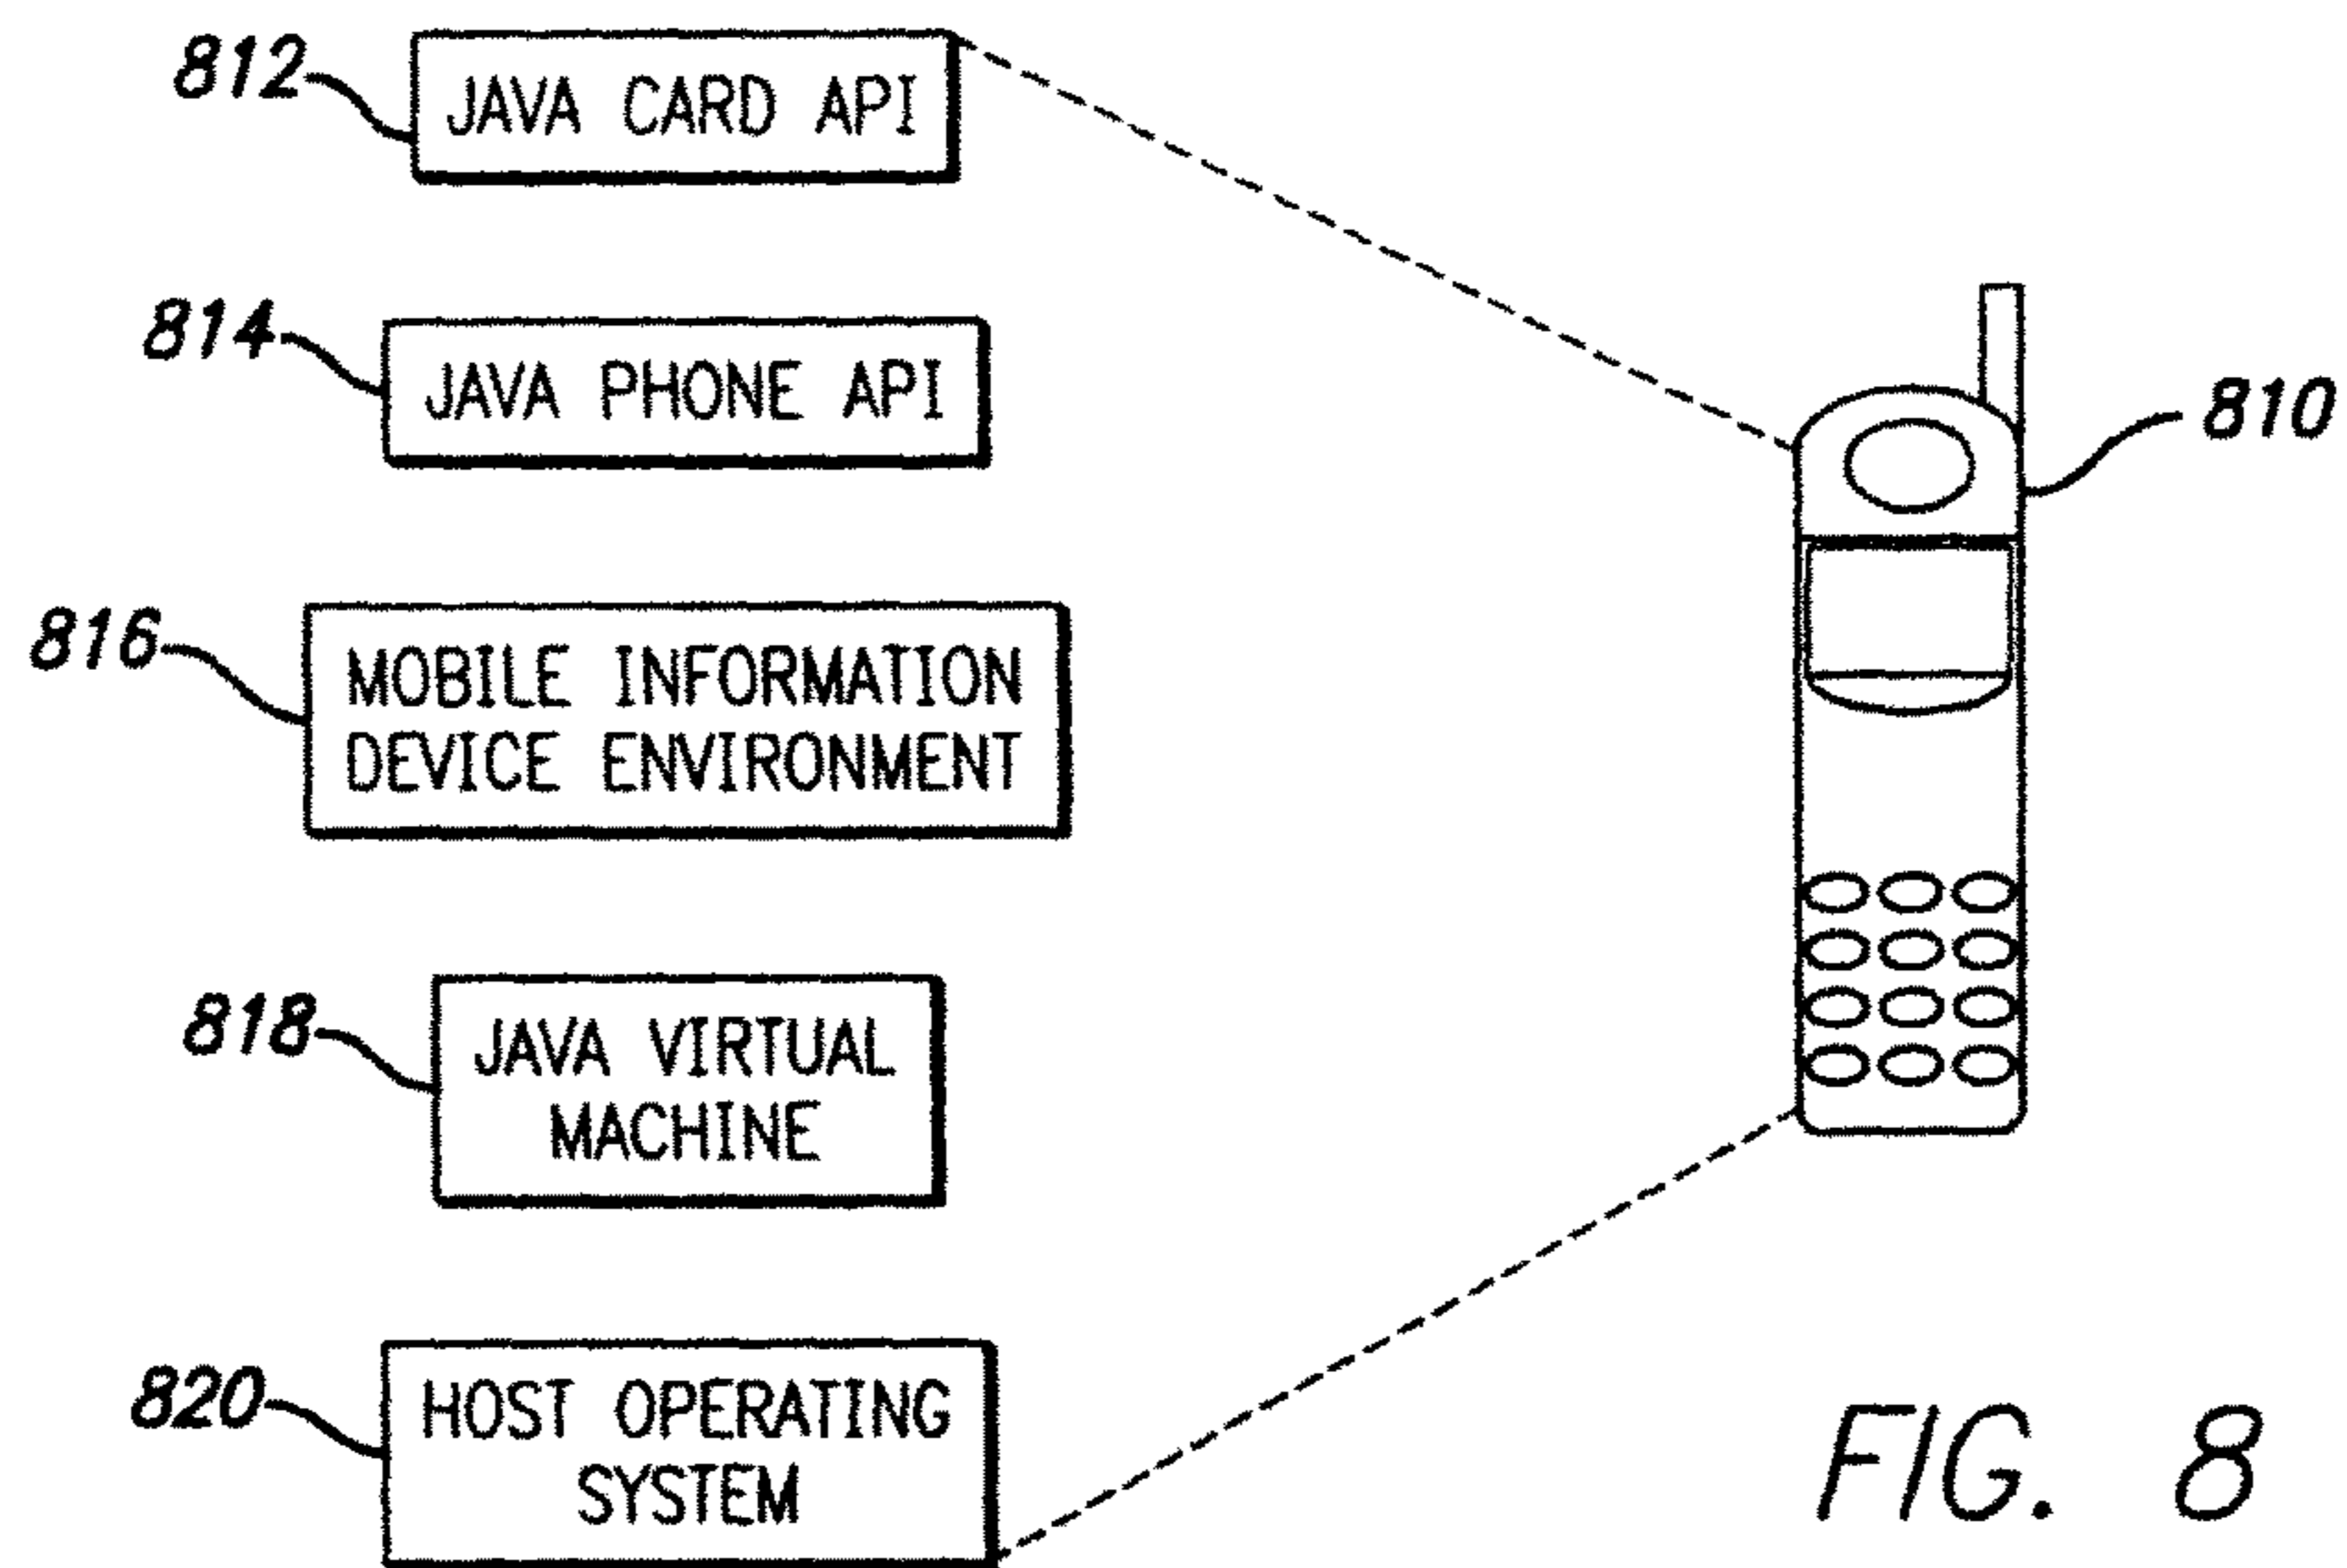 812
JAVA CARD API
814
JAVA PHONE API
810
816
MOBILE INFORMATION
DEVICE ENVIRONMENT
818
JAVA VIRTUAL
MACHINE
820
HOST OPERATING
SYSTEM
FIG. 8